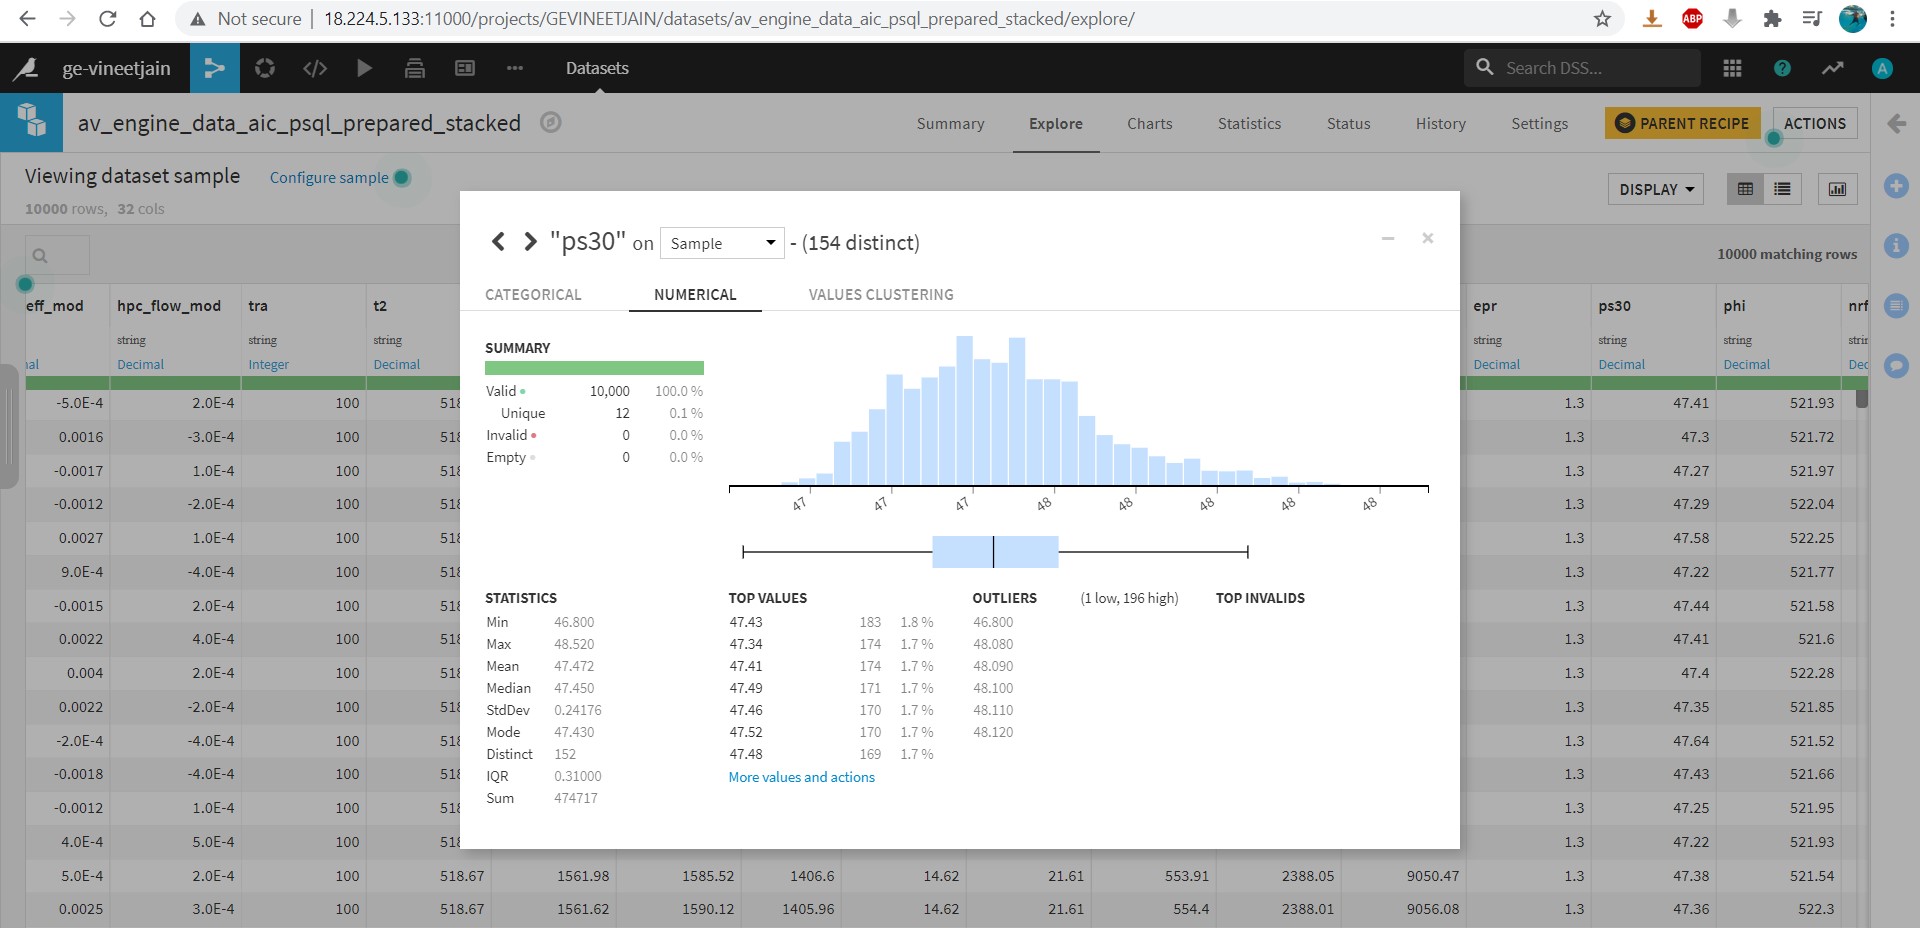 Not secure | 18.224.5.133:11000/projects/GEVINEETJAIN/datasets/av_engine_data_aic_psql_prepared_stacked/explore/
ABP
ge-vineetjain Datasets Search DSS... ? A
av_engine_data_aic_psql_prepared_stacked Summary Explore Charts Statistics Status History Settings PARENT RECIPE ACTIONS
Viewing dataset sample Configure sample DISPLAY
10000 rows, 32 cols
"ps30" on Sample - (154 distinct)
10000 matching rows
CATEGORICAL NUMERICAL VALUES CLUSTERING
eff_mod hpc_flow_mod tra t2 epr ps30 phi nrf
string string string string string string strin
nal Decimal Integer Decimal Decimal Decimal Decimal Dec
SUMMARY
Valid 10,000 100.0 %
Unique 12 0.1 %
Invalid 0 0.0 %
Empty 0 0.0 %
47 47 47 48 48 48 48 48
STATISTICS
Min 46.800
Max 48.520
Mean 47.472
Median 47.450
StdDev 0.24176
Mode 47.430
Distinct 152
IQR 0.31000
Sum 474717
TOP VALUES
47.43 183 1.8 %
47.34 174 1.7 %
47.41 174 1.7 %
47.49 171 1.7 %
47.46 170 1.7 %
47.52 170 1.7 %
47.48 169 1.7 %
More values and actions
OUTLIERS (1 low, 196 high)
46.800
48.080
48.090
48.100
48.110
48.120
TOP INVALIDS
-5.0E-4 2.0E-4 100 518 1.3 47.41 521.93
0.0016 -3.0E-4 100 518 1.3 47.3 521.72
-0.0017 1.0E-4 100 518 1.3 47.27 521.97
-0.0012 -2.0E-4 100 518 1.3 47.29 522.04
0.0027 1.0E-4 100 518 1.3 47.58 522.25
9.0E-4 -4.0E-4 100 518 1.3 47.22 521.77
-0.0015 2.0E-4 100 518 1.3 47.44 521.58
0.0022 4.0E-4 100 518 1.3 47.41 521.6
0.004 2.0E-4 100 518 1.3 47.4 522.28
0.0022 -2.0E-4 100 518 1.3 47.35 521.85
-2.0E-4 -4.0E-4 100 518 1.3 47.64 521.52
-0.0018 -4.0E-4 100 518 1.3 47.43 521.66
-0.0012 1.0E-4 100 518 1.3 47.25 521.95
4.0E-4 5.0E-4 100 518 1.3 47.22 521.93
5.0E-4 2.0E-4 100 518.67 1561.98 1585.52 1406.6 14.62 21.61 553.91 2388.05 9050.47 1.3 47.38 521.54
0.0025 3.0E-4 100 518.67 1561.62 1590.12 1405.96 14.62 21.61 554.4 2388.01 9056.08 1.3 47.36 522.3